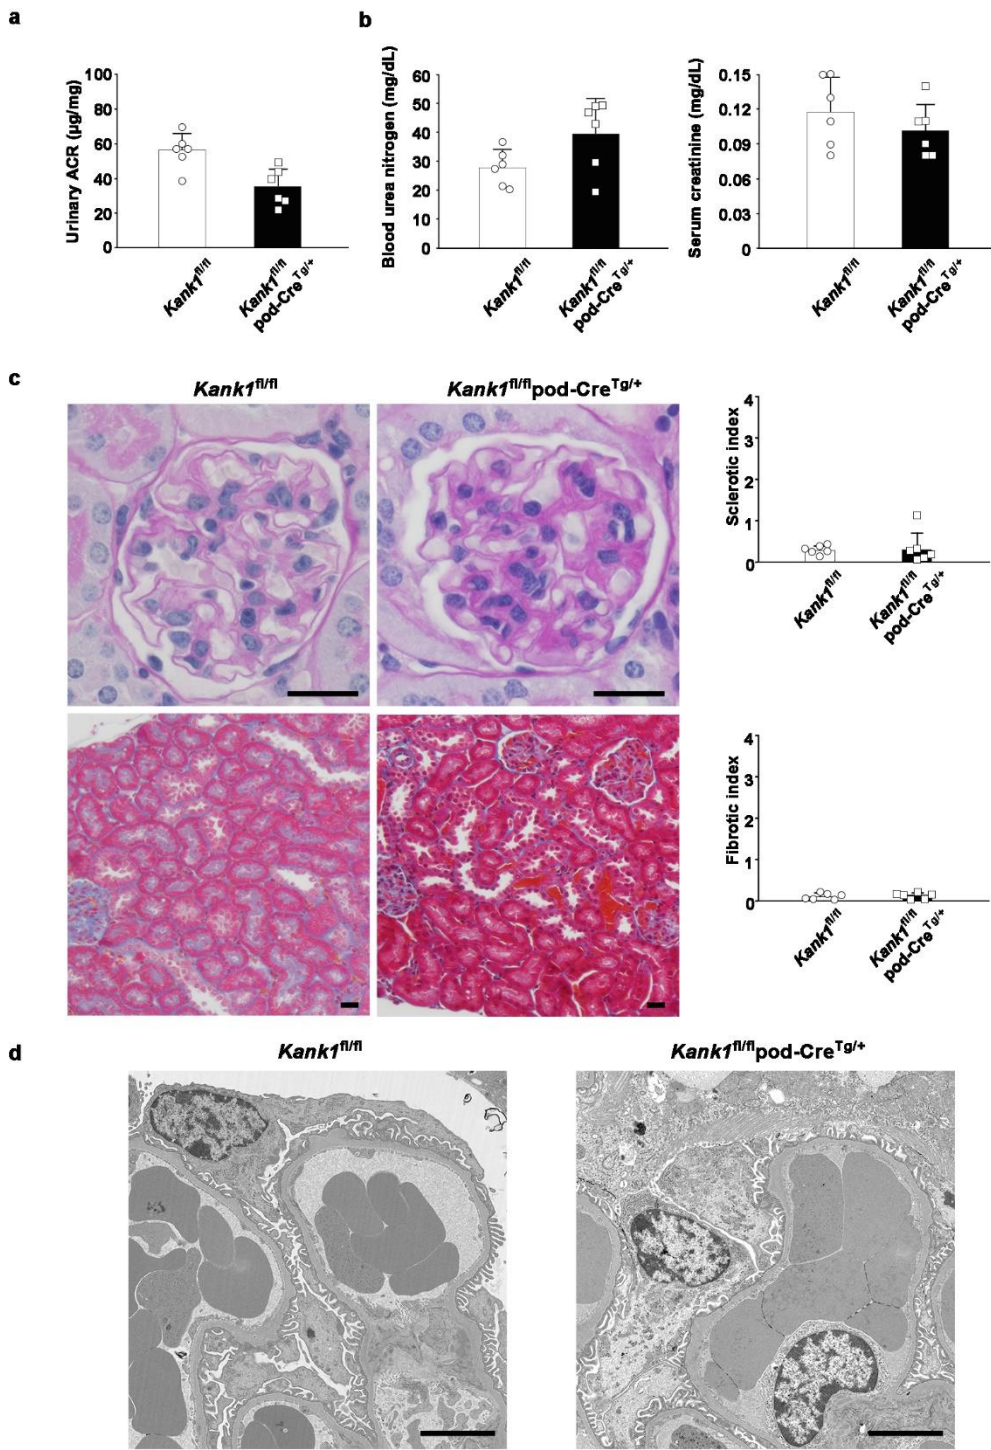 a
Urinary ACR (μg/mg)
100
80
60
40
20
0
Kank1fl/fl
Kank1fl/fl
pod-CreTg/+
b
Blood urea nitrogen (mg/dL)
60
50
40
30
20
10
0
Kank1fl/fl
Kank1fl/fl
pod-CreTg/+
Serum creatinine (mg/dL)
0.15
0.12
0.09
0.06
0.03
0
Kank1fl/fl
Kank1fl/fl
pod-CreTg/+
c
Kank1fl/fl
Kank1fl/flpod-CreTg/+
Sclerotic index
4
3
2
1
0
Kank1fl/fl
Kank1fl/fl
pod-CreTg/+
Fibrotic index
4
3
2
1
0
Kank1fl/fl
Kank1fl/fl
pod-CreTg/+
d
Kank1fl/fl
Kank1fl/flpod-CreTg/+